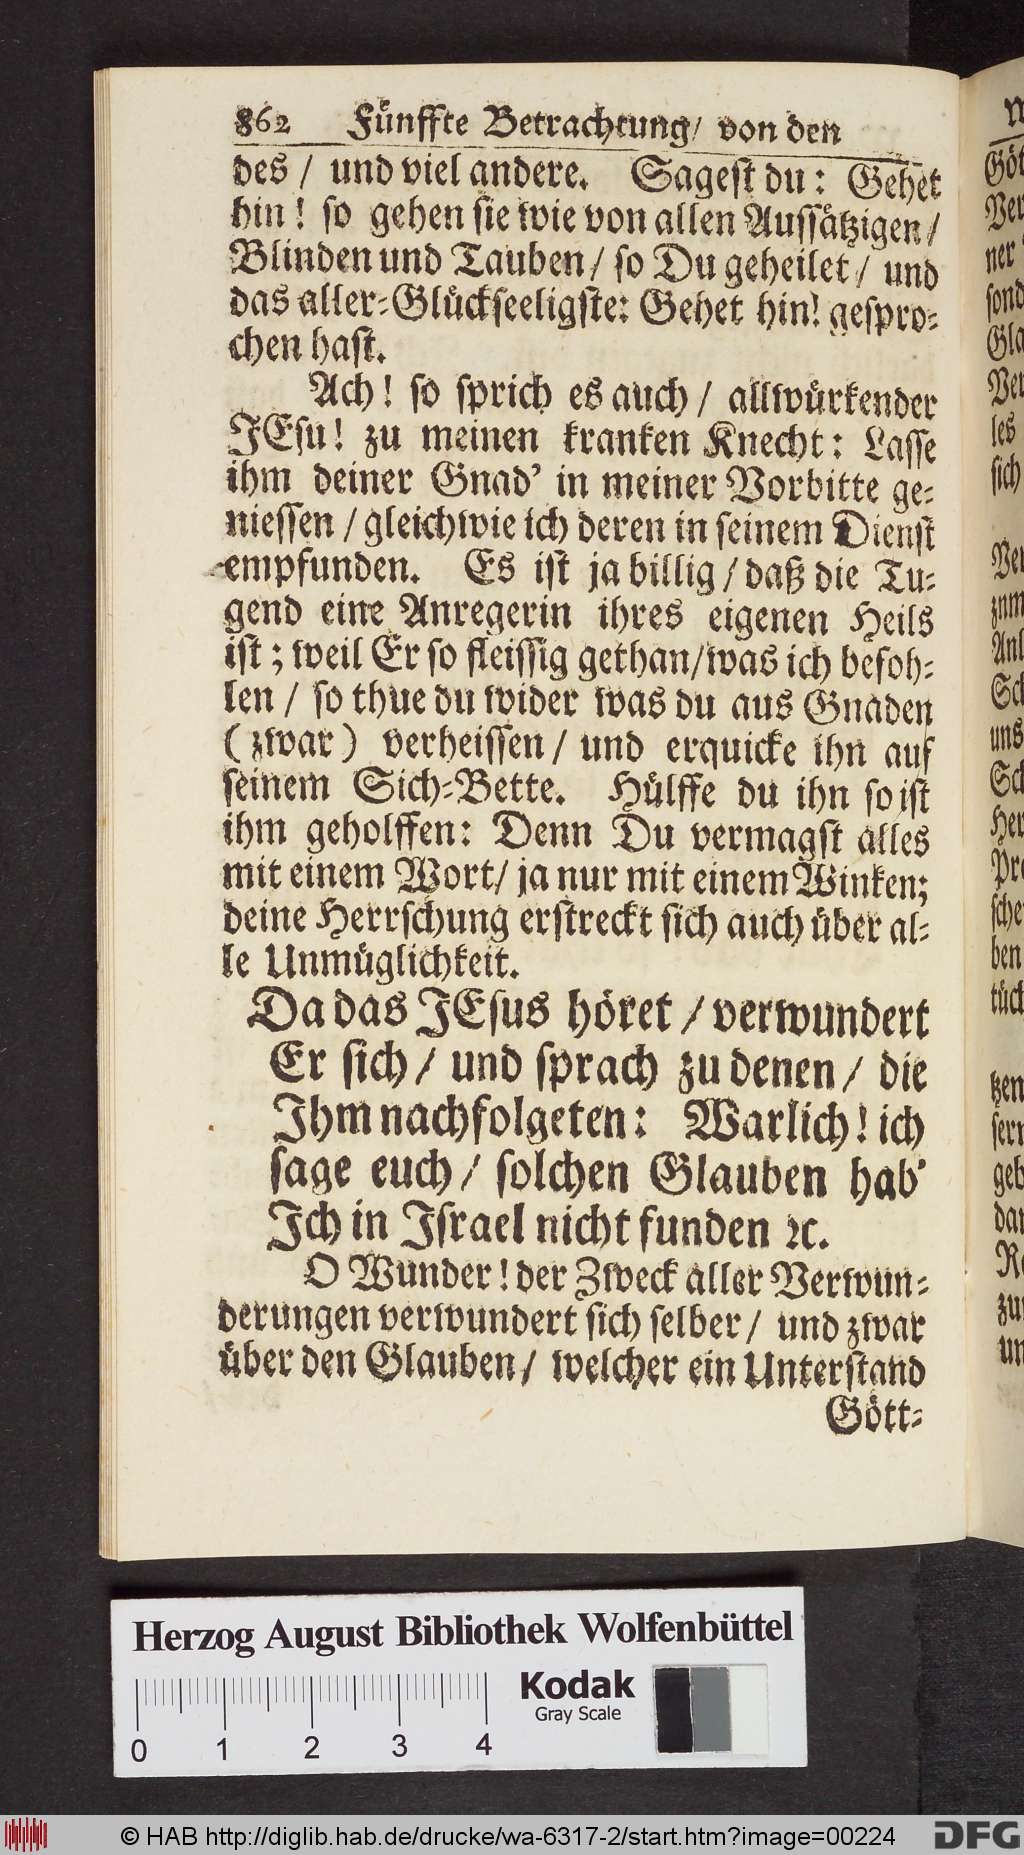 862 Fünffte Betrachtung/ von den
des / und viel andere. Sagest du: Gehet
hin! so gehen sie wie von allen Aussätzigen /
Blinden und Tauben / so Du geheilet / und
das aller-Glückseeligste: Gehet hin! gespro-
chen hast.
Ach! so sprich es auch / allwürkender
JEsu! zu meinen kranken Knecht: Lasse
ihm deiner Gnad' in meiner Vorbitte ge-
niessen / gleichwie ich deren in seinem Dienst
empfunden. Es ist ja billig / daß die Tu-
gend eine Anregerin ihres eigenen Heils
ist; weil Er so fleissig gethan/ was ich befoh-
len / so thue du wider was du aus Gnaden
(zwar) verheissen / und erquicke ihn auf
seinem Sich-Bette. Hülffe du ihn so ist
ihm geholffen: Denn Du vermagst alles
mit einem Wort/ ja nur mit einem Winken;
deine Herrschung erstreckt sich auch über al-
le Unmüglichkeit.
Da das JEsus höret / verwundert
Er sich / und sprach zu denen / die
Ihm nachfolgeten: Warlich! ich
sage euch / solchen Glauben hab'
Ich in Israel nicht funden ꝛc.
O Wunder! der Zweck aller Verwun-
derungen verwundert sich selber / und zwar
über den Glauben / welcher ein Unterstand
Gött-
Herzog August Bibliothek Wolfenbüttel
Kodak
Gray Scale
0 1 2 3 4
© HAB http://diglib.hab.de/drucke/wa-6317-2/start.htm?image=00224
DFG